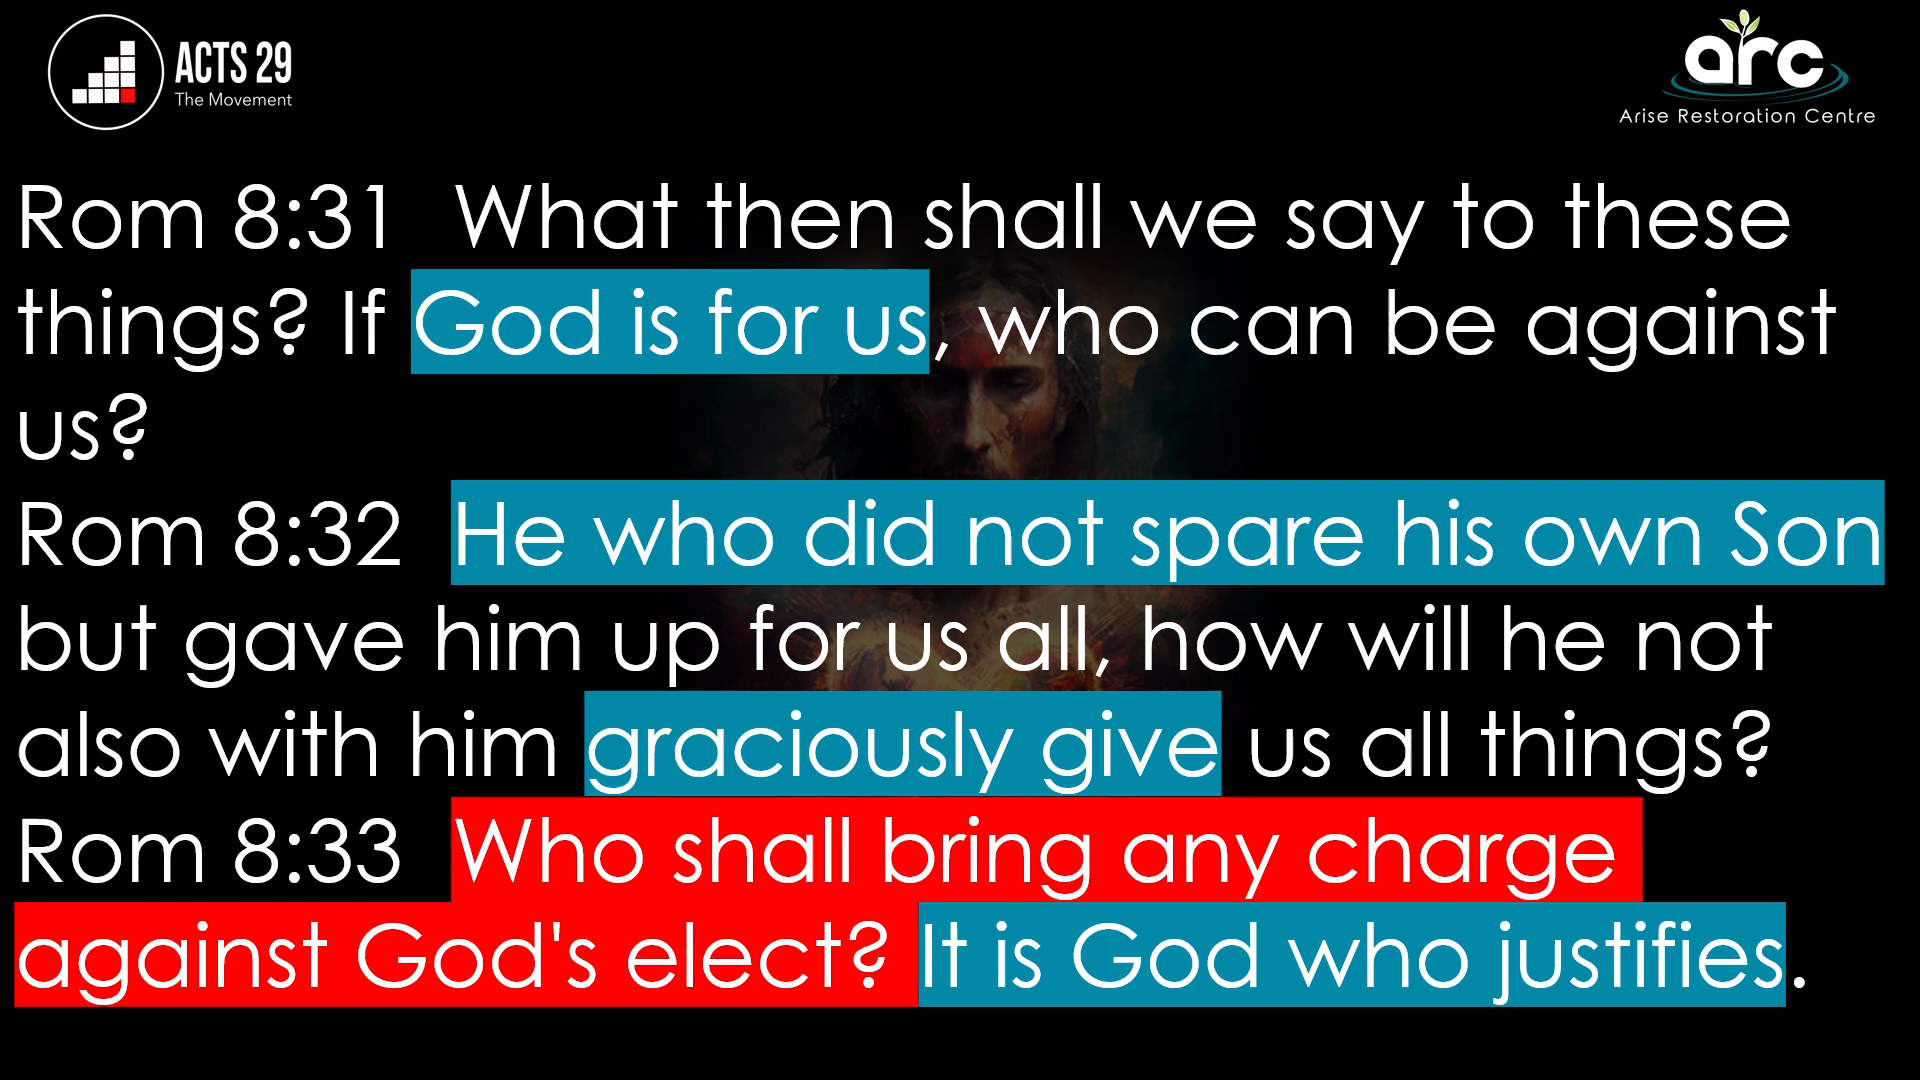 ACTS 29
The Movement
arc
Arise Restoration Centre
Rom 8:31  What then shall we say to these
things? If God is for us, who can be against
us?
Rom 8:32  He who did not spare his own Son
but gave him up for us all, how will he not
also with him graciously give us all things?
Rom 8:33  Who shall bring any charge
against God's elect? It is God who justifies.